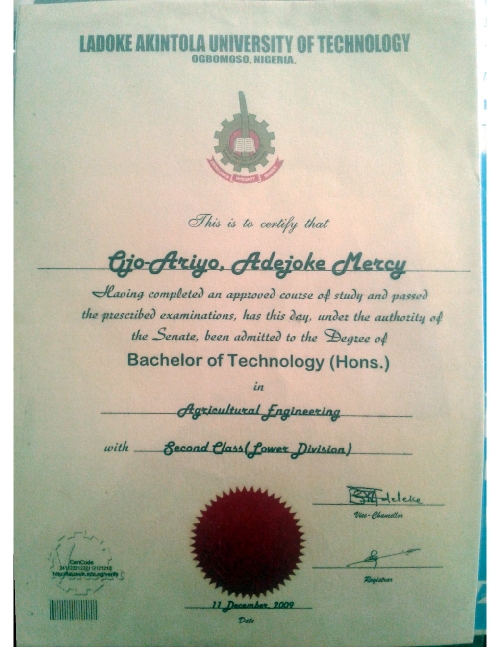 LADOKE AKINTOLA UNIVERSITY OF TECHNOLOGY
OGBOMOSO, NIGERIA.
This is to certify that
Ojo-Ariyo, Adejoke Mercy
Having completed an approved course of study and passed
the prescribed examinations, has this day, under the authority of
the Senate, been admitted to the Degree of
Bachelor of Technology (Hons.)
in
Agricultural Engineering
with Second Class (Lower Division)
Vice-Chancellor
Registrar
CertCode
11 December, 2009
Date